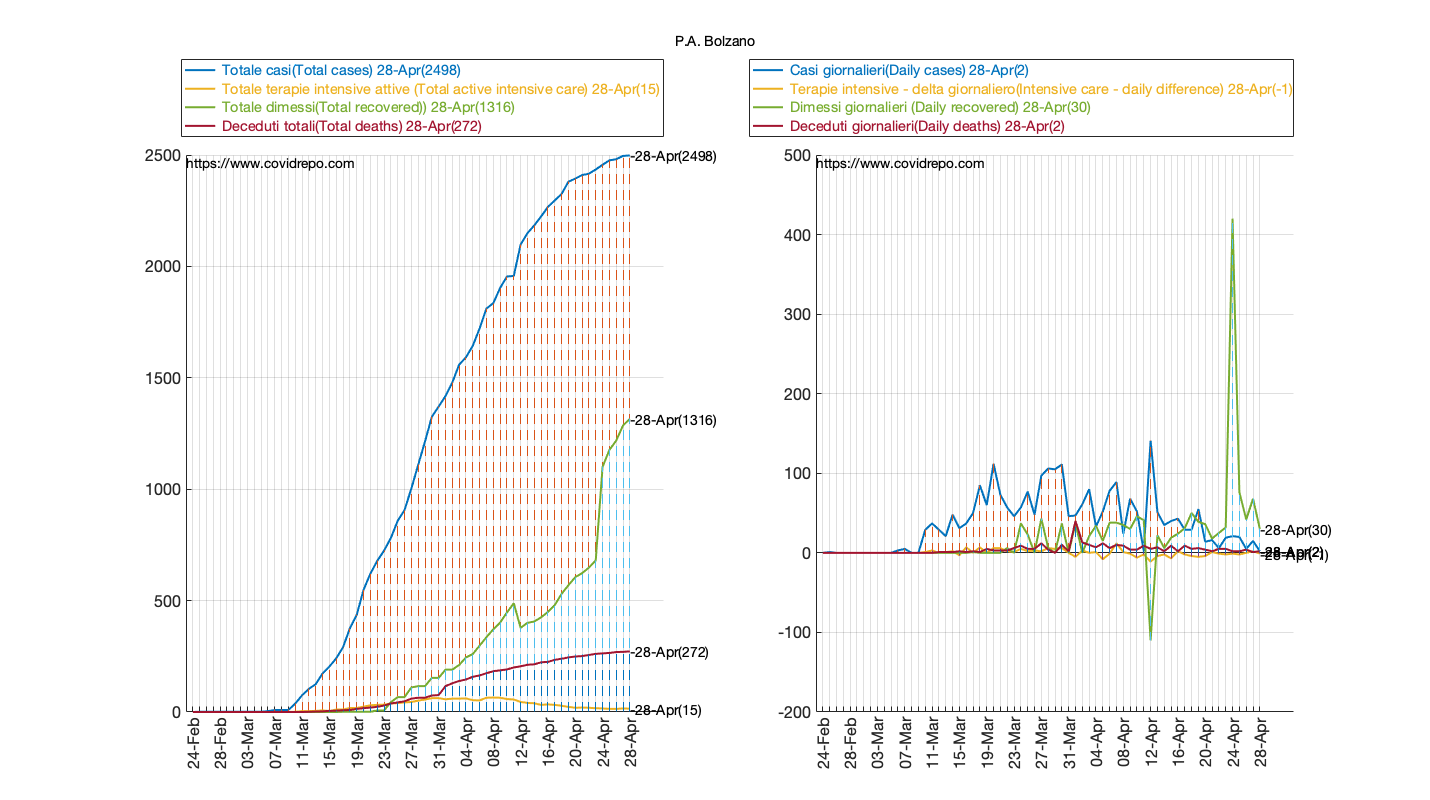 P.A. Bolzano
Totale casi(Total cases) 28-Apr(2498)
Totale terapie intensive attive (Total active intensive care) 28-Apr(15)
Totale dimessi(Total recovered)) 28-Apr(1316)
Deceduti totali(Total deaths) 28-Apr(272)
2500
2000
1500
1000
500
0
https://www.covidrepo.com
-28-Apr(2498)
-28-Apr(1316)
-28-Apr(272)
-28-Apr(15)
24-Feb
28-Feb
03-Mar
07-Mar
11-Mar
15-Mar
19-Mar
23-Mar
27-Mar
31-Mar
04-Apr
08-Apr
12-Apr
16-Apr
20-Apr
24-Apr
28-Apr
Casi giornalieri(Daily cases) 28-Apr(2)
Terapie intensive - delta giornaliero(Intensive care - daily difference) 28-Apr(-1)
Dimessi giornalieri (Daily recovered) 28-Apr(30)
Deceduti giornalieri(Daily deaths) 28-Apr(2)
500
400
300
200
100
0
-100
-200
https://www.covidrepo.com
-28-Apr(30)
-28-Apr(2)
-28-Apr(-1)
24-Feb
28-Feb
03-Mar
07-Mar
11-Mar
15-Mar
19-Mar
23-Mar
27-Mar
31-Mar
04-Apr
08-Apr
12-Apr
16-Apr
20-Apr
24-Apr
28-Apr